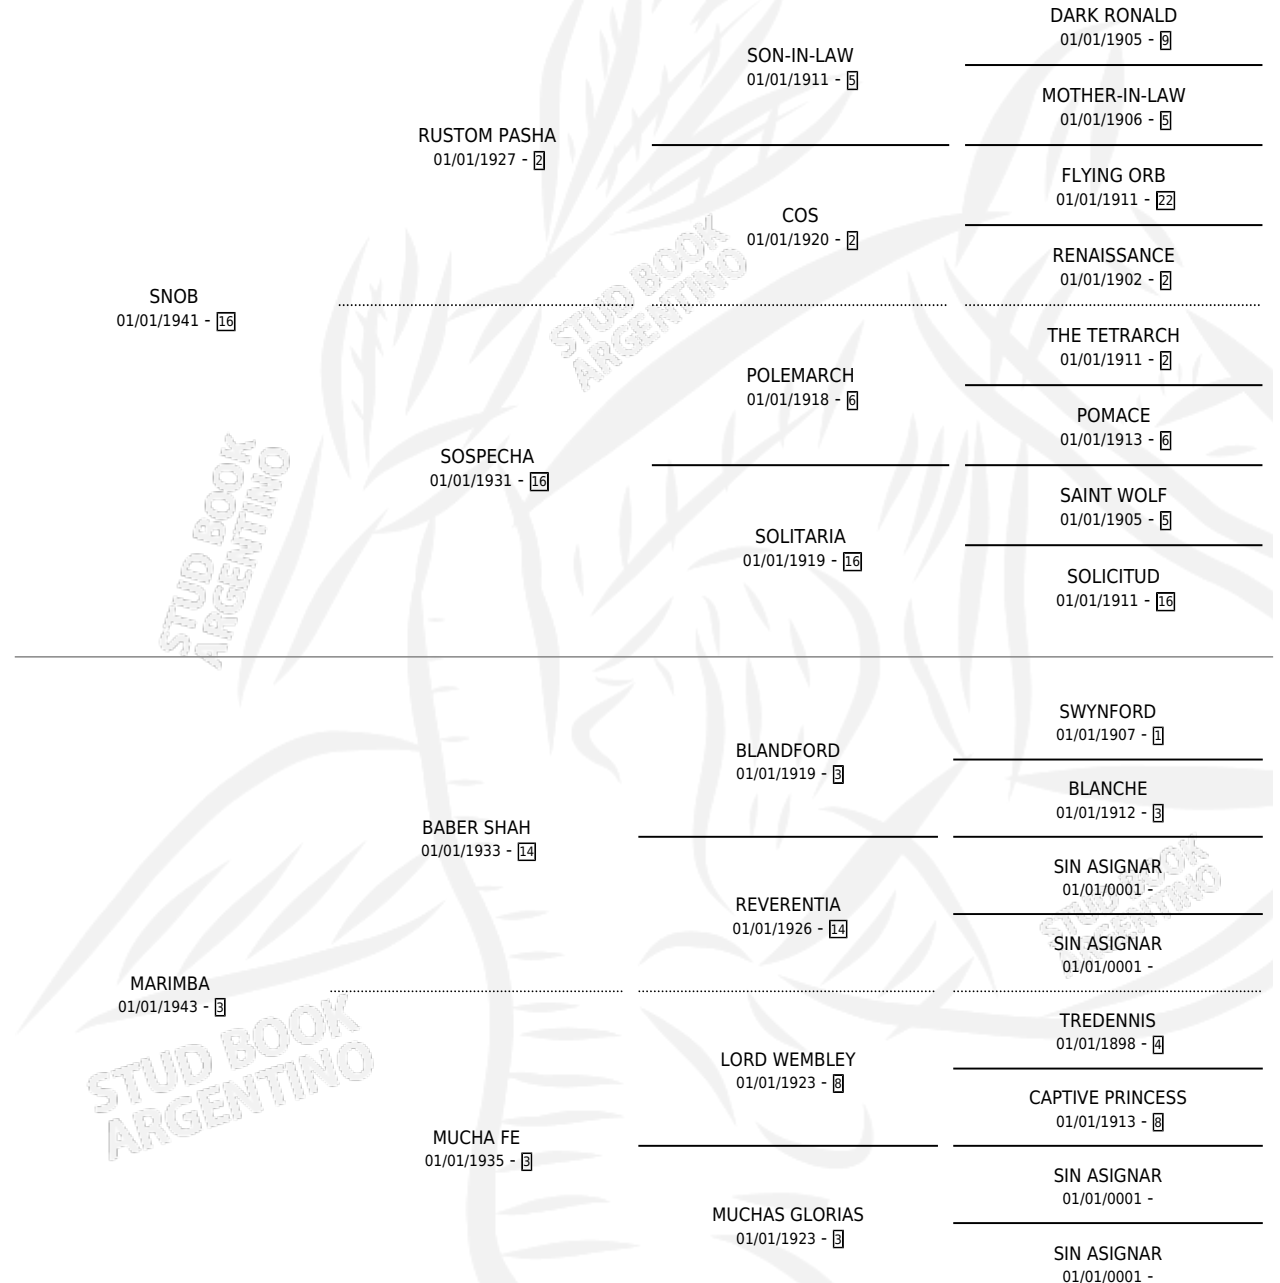 DARK RONALD
01/01/1905 - 9
SON-IN-LAW
01/01/1911 - 5
MOTHER-IN-LAW
01/01/1906 - 5
RUSTOM PASHA
01/01/1927 - 2
FLYING ORB
01/01/1911 - 22
COS
01/01/1920 - 2
RENAISSANCE
01/01/1902 - 2
SNOB
01/01/1941 - 16
THE TETRARCH
01/01/1911 - 2
POLEMARCH
01/01/1918 - 6
POMACE
01/01/1913 - 6
SOSPECHA
01/01/1931 - 16
SAINT WOLF
01/01/1905 - 5
SOLITARIA
01/01/1919 - 16
SOLICITUD
01/01/1911 - 16
STUD BOOK
ARGENTINO
STUD BOOK
ARGENTINO
SWYNFORD
01/01/1907 - 1
BLANDFORD
01/01/1919 - 3
BLANCHE
01/01/1912 - 3
BABER SHAH
01/01/1933 - 14
SIN ASIGNAR
01/01/0001 -
REVERENTIA
01/01/1926 - 14
SIN ASIGNAR
01/01/0001 -
MARIMBA
01/01/1943 - 3
TREDENNIS
01/01/1898 - 4
LORD WEMBLEY
01/01/1923 - 8
CAPTIVE PRINCESS
01/01/1913 - 8
MUCHA FE
01/01/1935 - 3
SIN ASIGNAR
01/01/0001 -
MUCHAS GLORIAS
01/01/1923 - 3
SIN ASIGNAR
01/01/0001 -
STUD BOOK
ARGENTINO
STUD BOOK
ARGENTINO